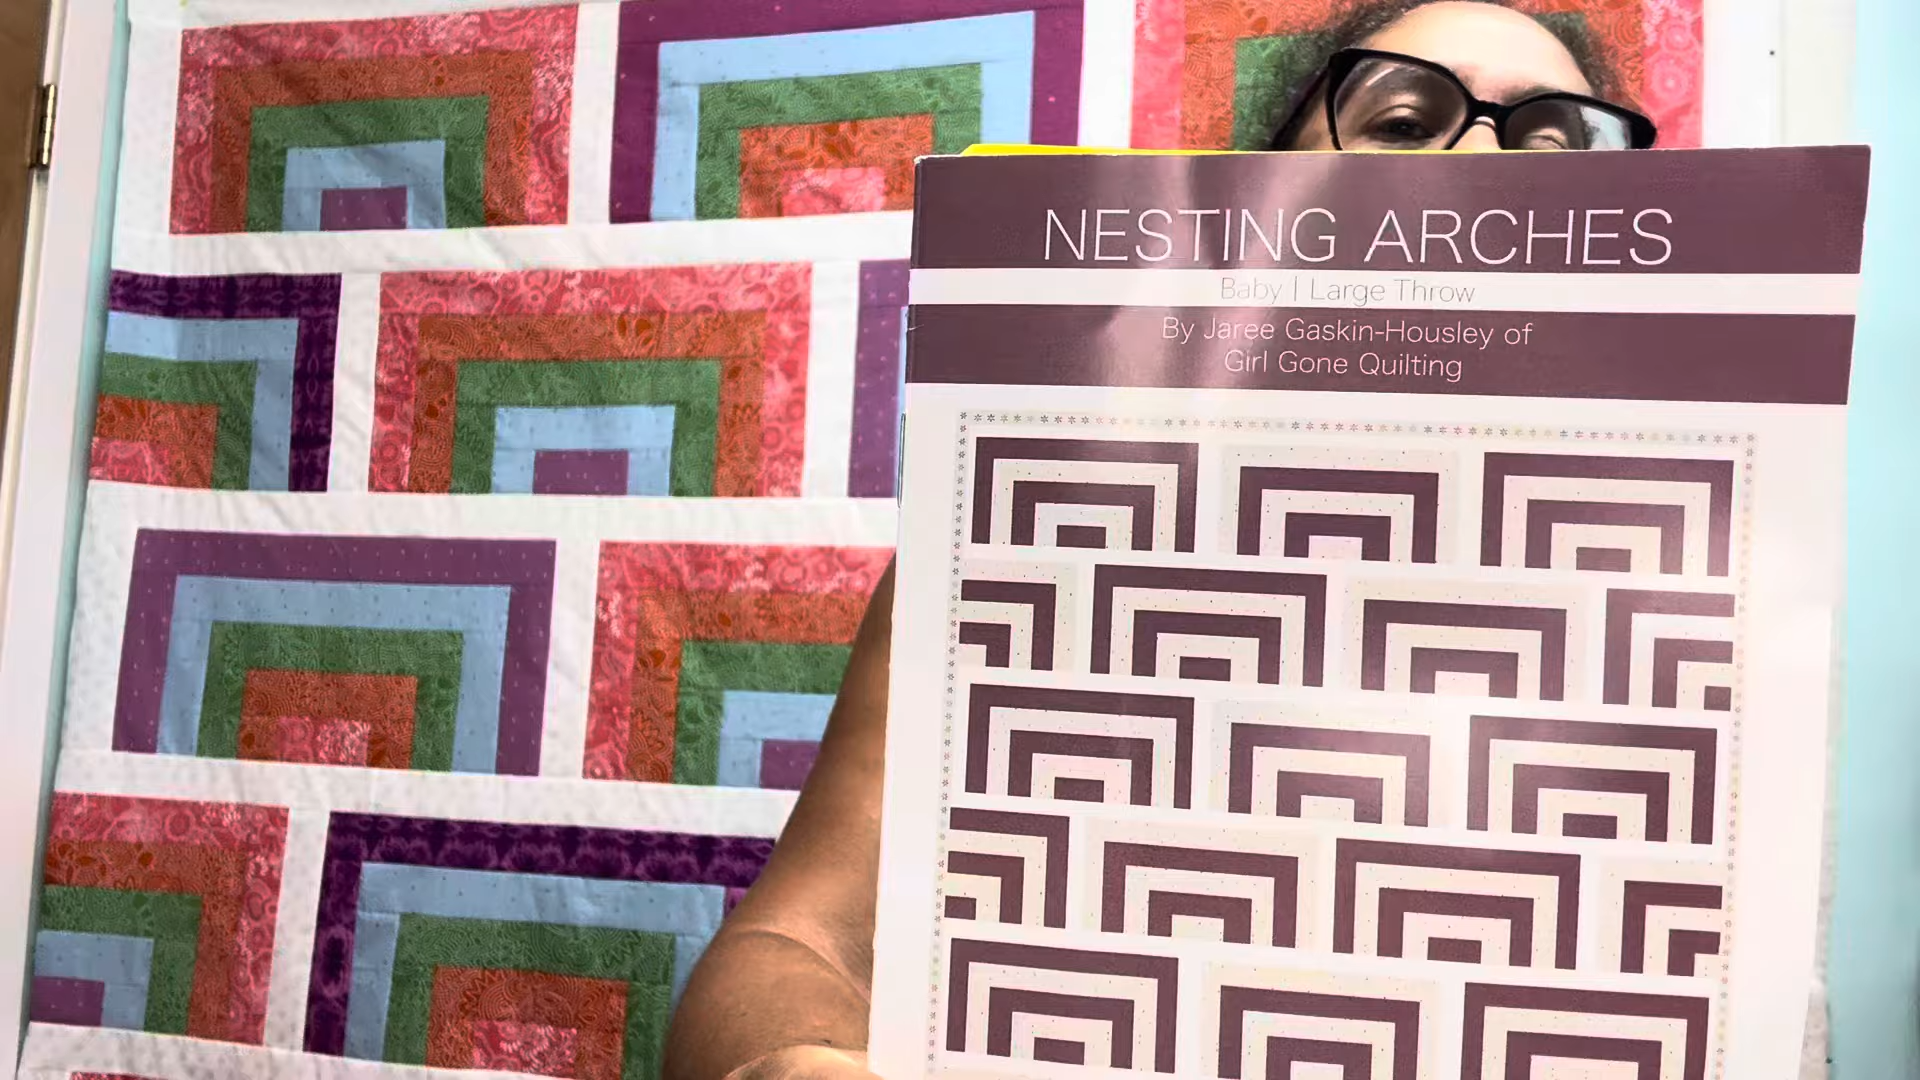 NESTING ARCHES
Baby | Large Throw
By Jaree Gaskin-Housley of
Girl Gone Quilting